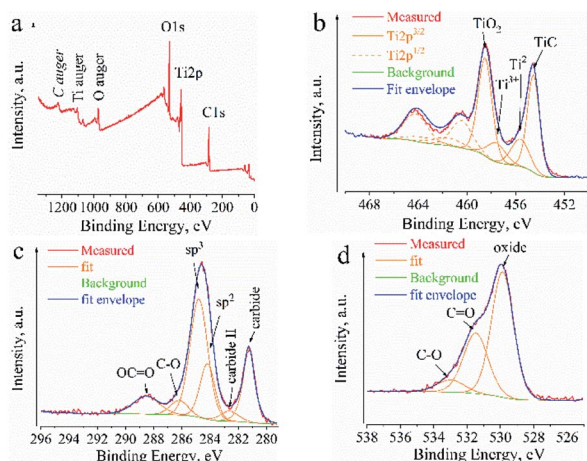 a
O1s
Ti2p
C1s
C auger
Ti auger
O auger
Intensity, a.u.
1200 1000 800 600 400 200 0
Binding Energy, eV
b
Measured
Ti2p3/2
Ti2p1/2
Background
Fit envelope
TiO2
Ti3+
Ti2
TiC
Intensity, a.u.
468 464 460 456 452
Binding Energy, eV
c
Measured
fit
Background
fit envelope
sp3
sp2
carbide II
carbide
C-O
OC=O
Intensity, a.u.
296 294 292 290 288 286 284 282 280
Binding Energy, eV
d
Measured
fit
Background
fit envelope
oxide
C=O
C-O
Intensity, a.u.
538 536 534 532 530 528 526
Binding Energy, eV